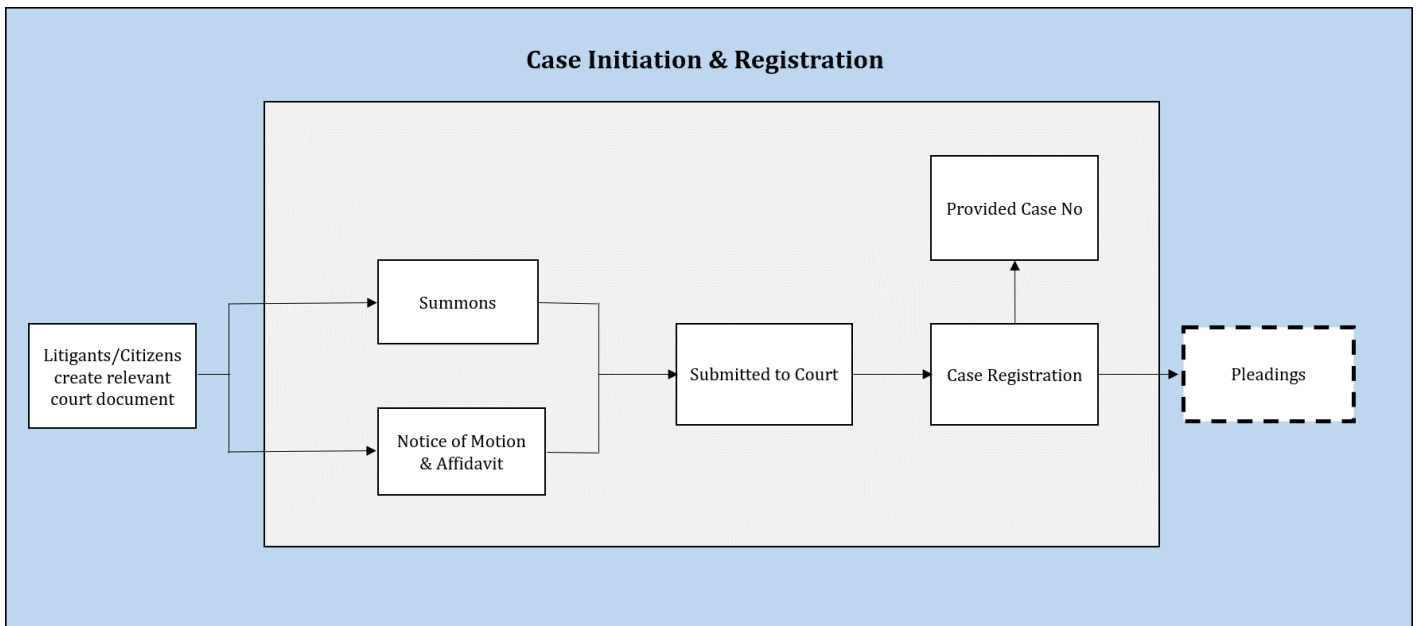 Case Initiation & Registration
Litigants/Citizens
create relevant
court document
Summons
Notice of Motion
& Affidavit
Submitted to Court
Provided Case No
Case Registration
Pleadings